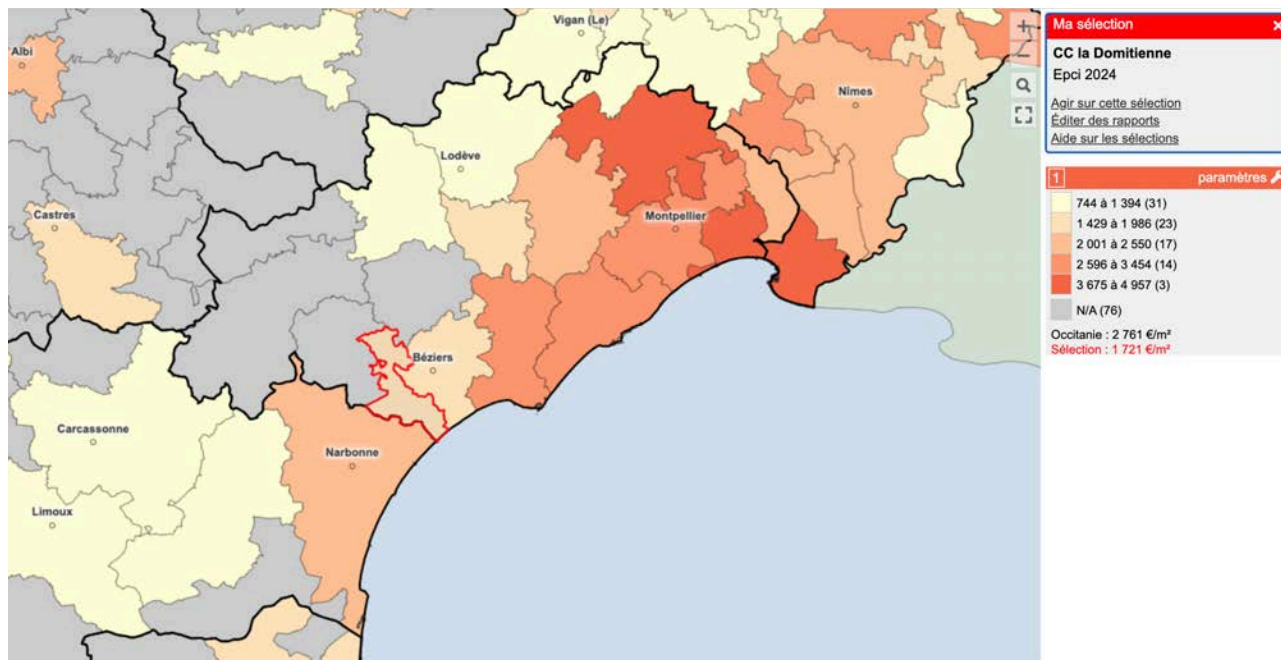 Vigan (Le)
Albi
Nîmes
Lodève
Castres
Montpellier
Béziers
Carcassonne
Narbonne
Limoux
Ma sélection
CC la Domitienne
Epci 2024
Agir sur cette sélection
Éditer des rapports
Aide sur les sélections
1 paramètres
744 à 1 394 (31)
1 429 à 1 986 (23)
2 001 à 2 550 (17)
2 596 à 3 454 (14)
3 675 à 4 957 (3)
N/A (76)
Occitanie : 2 761 €/m²
Sélection : 1 721 €/m²